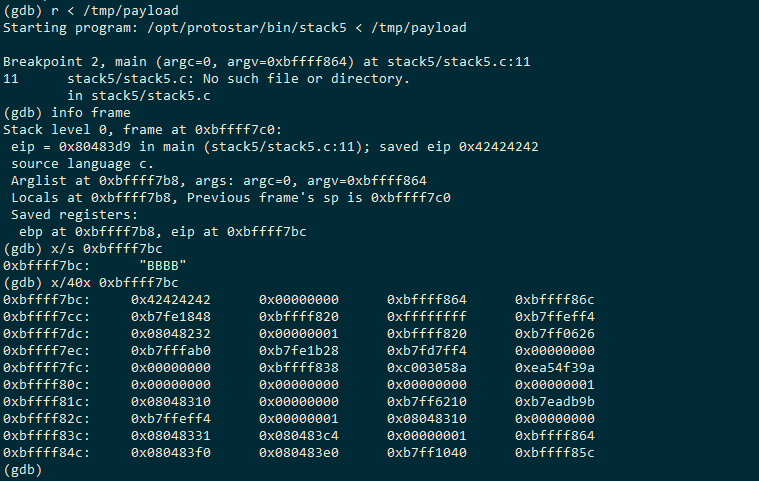 (gdb) r < /tmp/payload
Starting program: /opt/protostar/bin/stack5 < /tmp/payload

Breakpoint 2, main (argc=0, argv=0xbffff864) at stack5/stack5.c:11
11      stack5/stack5.c: No such file or directory.
        in stack5/stack5.c
(gdb) info frame
Stack level 0, frame at 0xbffff7c0:
 eip = 0x80483d9 in main (stack5/stack5.c:11); saved eip 0x42424242
 source language c.
 Arglist at 0xbffff7b8, args: argc=0, argv=0xbffff864
 Locals at 0xbffff7b8, Previous frame's sp is 0xbffff7c0
 Saved registers:
  ebp at 0xbffff7b8, eip at 0xbffff7bc
(gdb) x/s 0xbffff7bc
0xbffff7bc:      "BBBB"
(gdb) x/40x 0xbffff7bc
0xbffff7bc:     0x42424242      0x00000000      0xbffff864      0xbffff86c
0xbffff7cc:     0xb7fe1848      0xbffff820      0xffffffff      0xb7ffeff4
0xbffff7dc:     0x08048232      0x00000001      0xbffff820      0xb7ff0626
0xbffff7ec:     0xb7fffab0      0xb7fe1b28      0xb7fd7ff4      0x00000000
0xbffff7fc:     0x00000000      0xbffff838      0xc003058a      0xea54f39a
0xbffff80c:     0x00000000      0x00000000      0x00000000      0x00000001
0xbffff81c:     0x08048310      0x00000000      0xb7ff6210      0xb7eadb9b
0xbffff82c:     0xb7ffeff4      0x00000001      0x08048310      0x00000000
0xbffff83c:     0x08048331      0x080483c4      0x00000001      0xbffff864
0xbffff84c:     0x080483f0      0x080483e0      0xb7ff1040      0xbffff85c
(gdb)